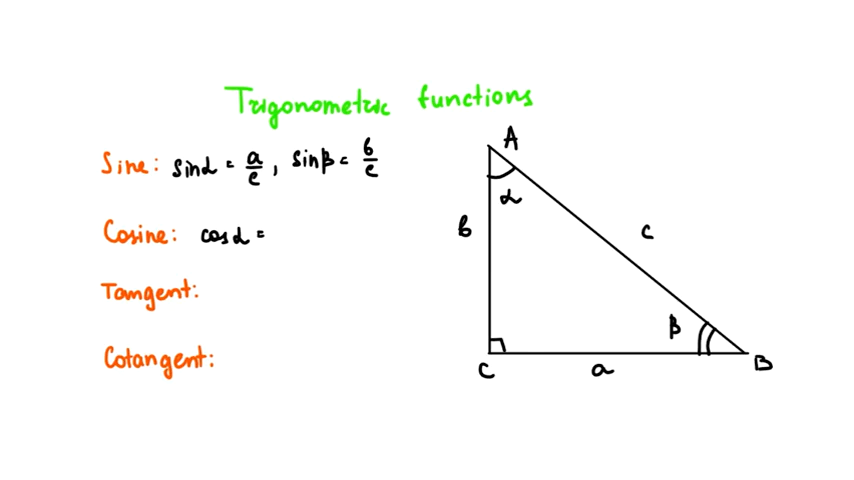 Trigonometric functions
Sine: sinα = a/c, sinβ = b/c
Cosine: cosα =
Tangent:
Cotangent:
A
α
b
c
β
C
a
B